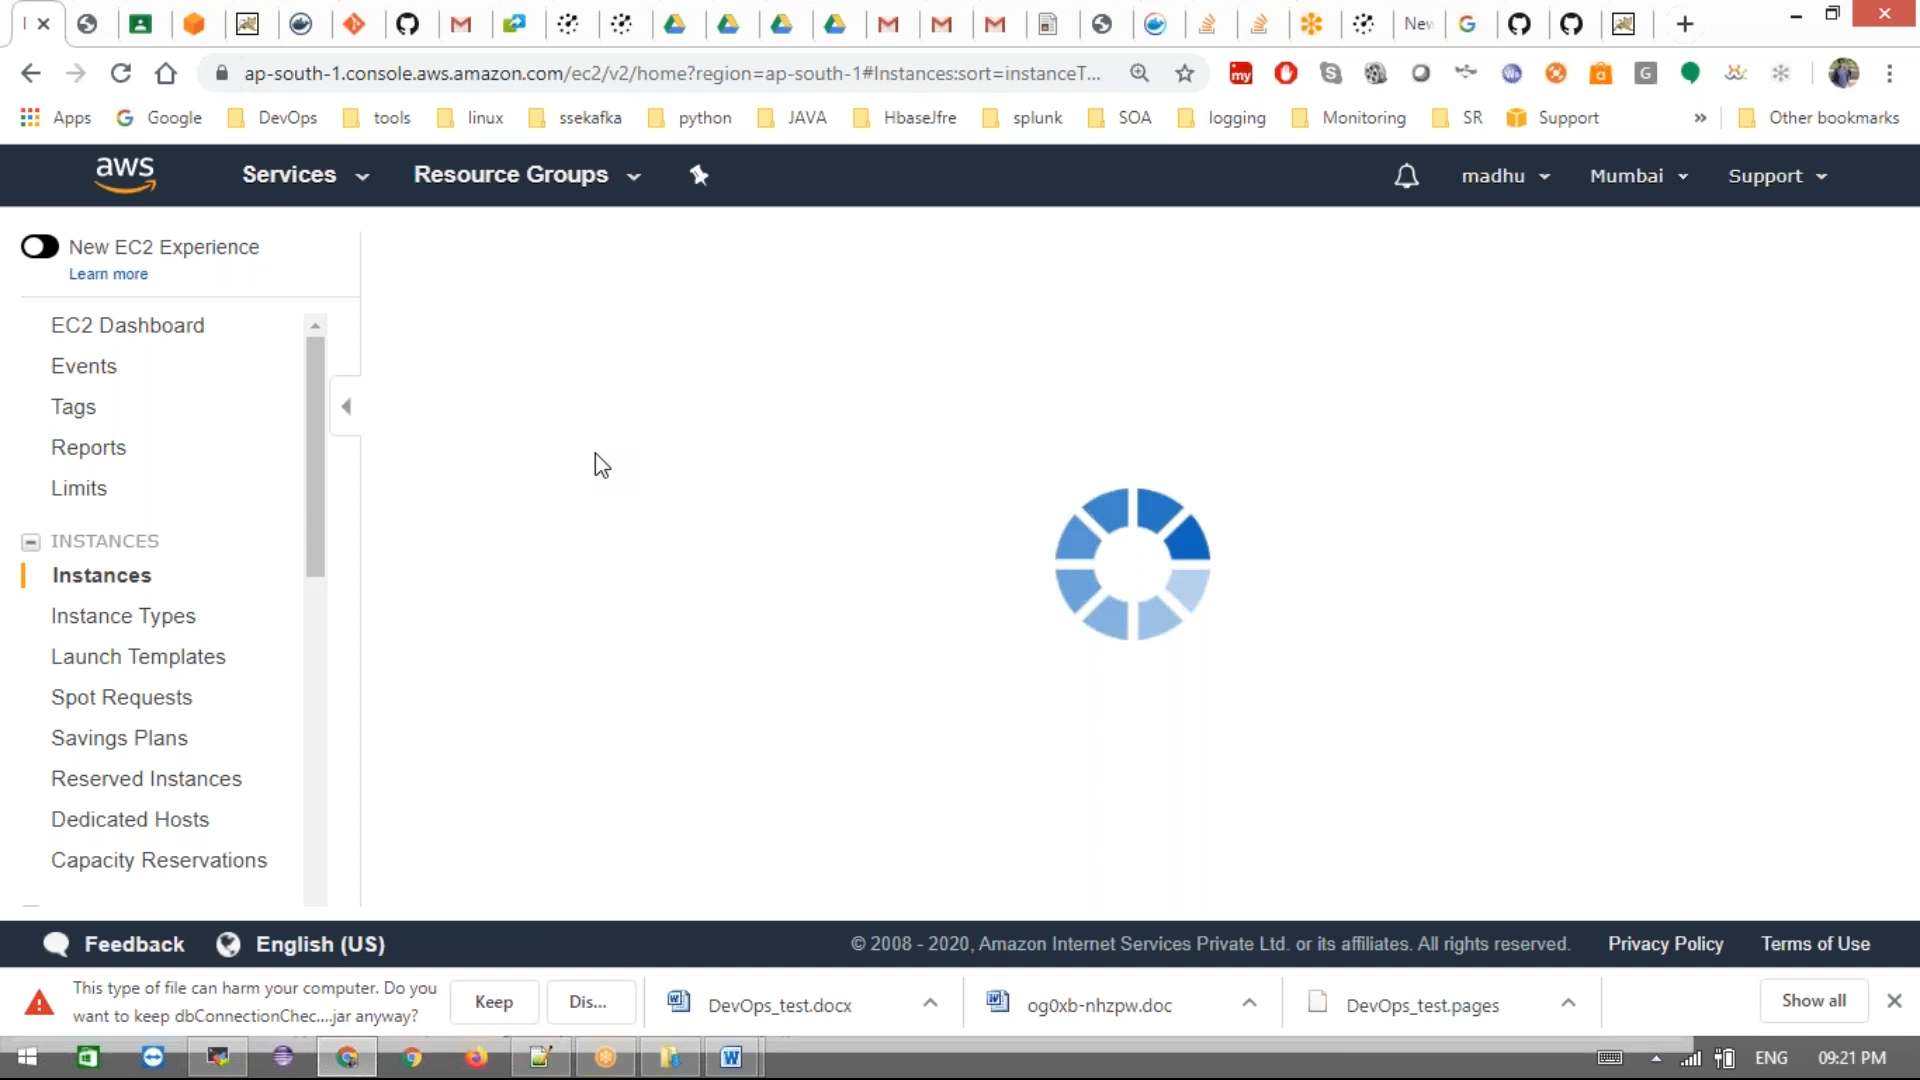 New
ap-south-1.console.aws.amazon.com/ec2/v2/home?region=ap-south-1#Instances:sort=instanceT...
my
Apps
Google
DevOps
tools
linux
ssekafka
python
JAVA
HbaseJfre
splunk
SOA
logging
Monitoring
SR
Support
»
Other bookmarks
aws
Services
Resource Groups
madhu
Mumbai
Support
New EC2 Experience
Learn more
EC2 Dashboard
Events
Tags
Reports
Limits
INSTANCES
Instances
Instance Types
Launch Templates
Spot Requests
Savings Plans
Reserved Instances
Dedicated Hosts
Capacity Reservations
Feedback
English (US)
© 2008 - 2020, Amazon Internet Services Private Ltd. or its affiliates. All rights reserved.
Privacy Policy
Terms of Use
This type of file can harm your computer. Do you
want to keep dbConnectionChec....jar anyway?
Keep
Dis...
DevOps_test.docx
og0xb-nhzpw.doc
DevOps_test.pages
Show all
ENG
09:21 PM